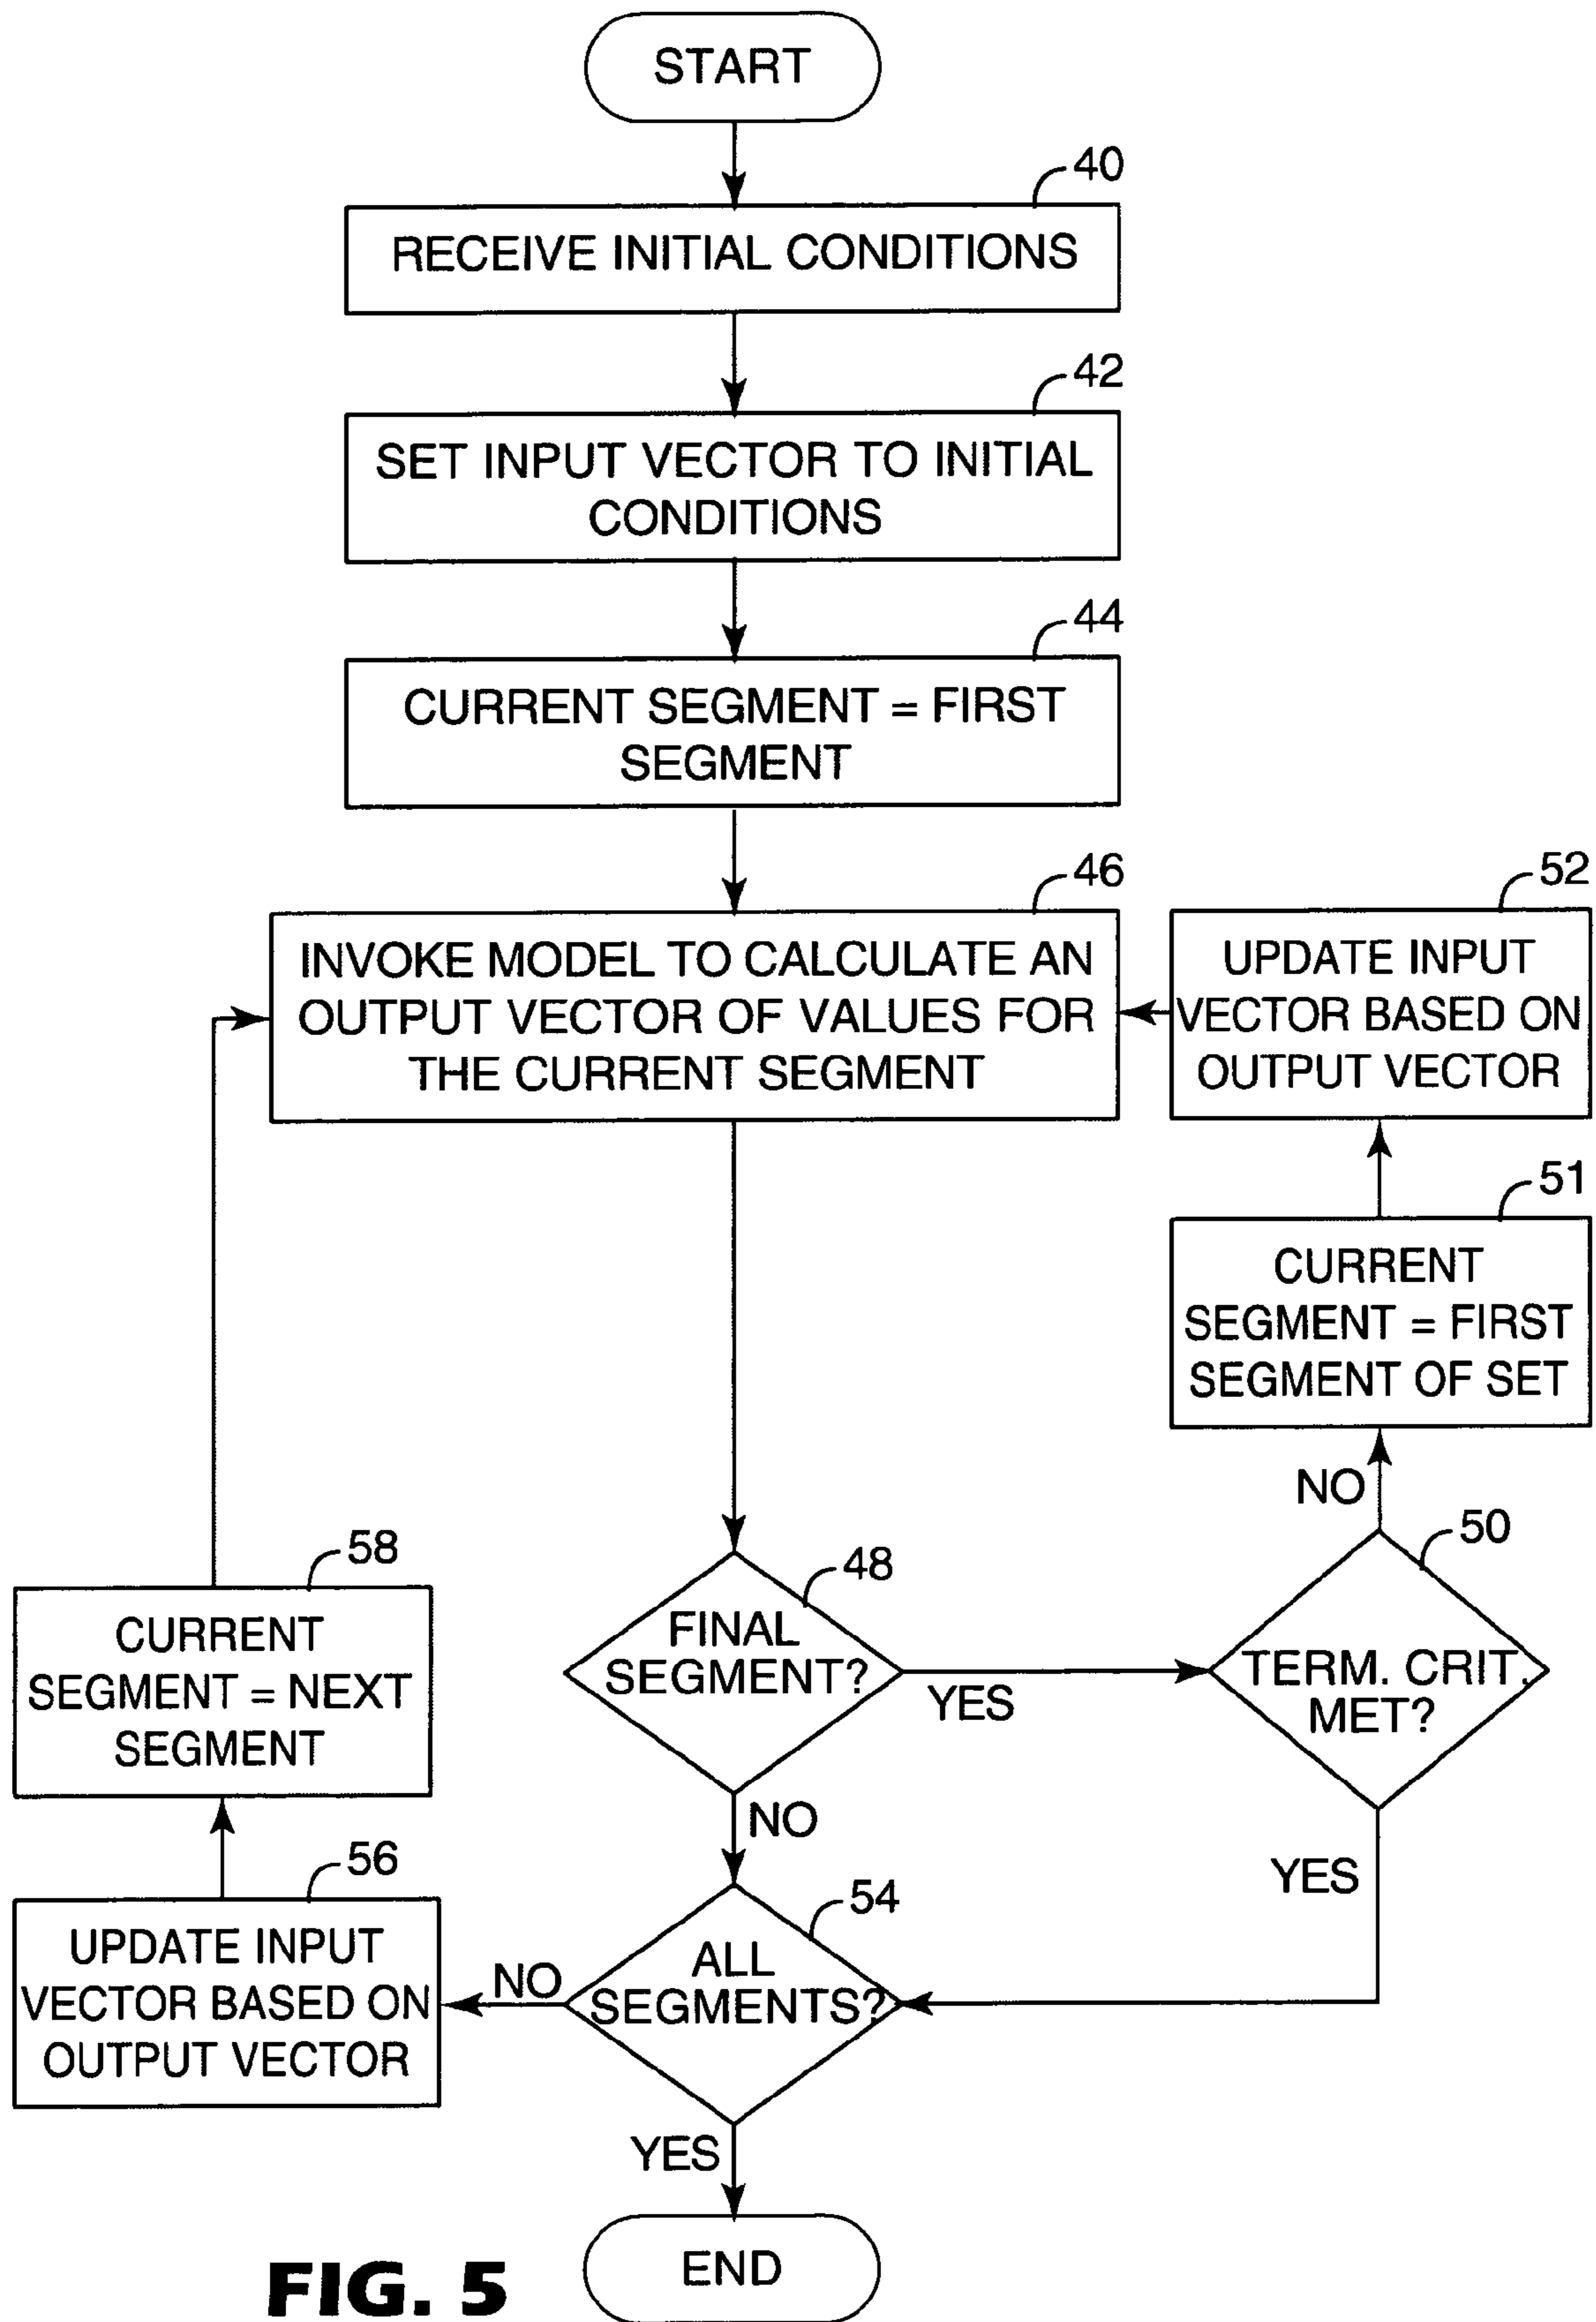 START
40
RECEIVE INITIAL CONDITIONS
42
SET INPUT VECTOR TO INITIAL
CONDITIONS
44
CURRENT SEGMENT = FIRST
SEGMENT
46
INVOKE MODEL TO CALCULATE AN
OUTPUT VECTOR OF VALUES FOR
THE CURRENT SEGMENT
52
UPDATE INPUT
VECTOR BASED ON
OUTPUT VECTOR
51
CURRENT
SEGMENT = FIRST
SEGMENT OF SET
NO
50
TERM. CRIT.
MET?
YES
48
FINAL
SEGMENT?
YES
NO
58
CURRENT
SEGMENT = NEXT
SEGMENT
56
UPDATE INPUT
VECTOR BASED ON
OUTPUT VECTOR
NO
54
ALL
SEGMENTS?
YES
END
FIG. 5